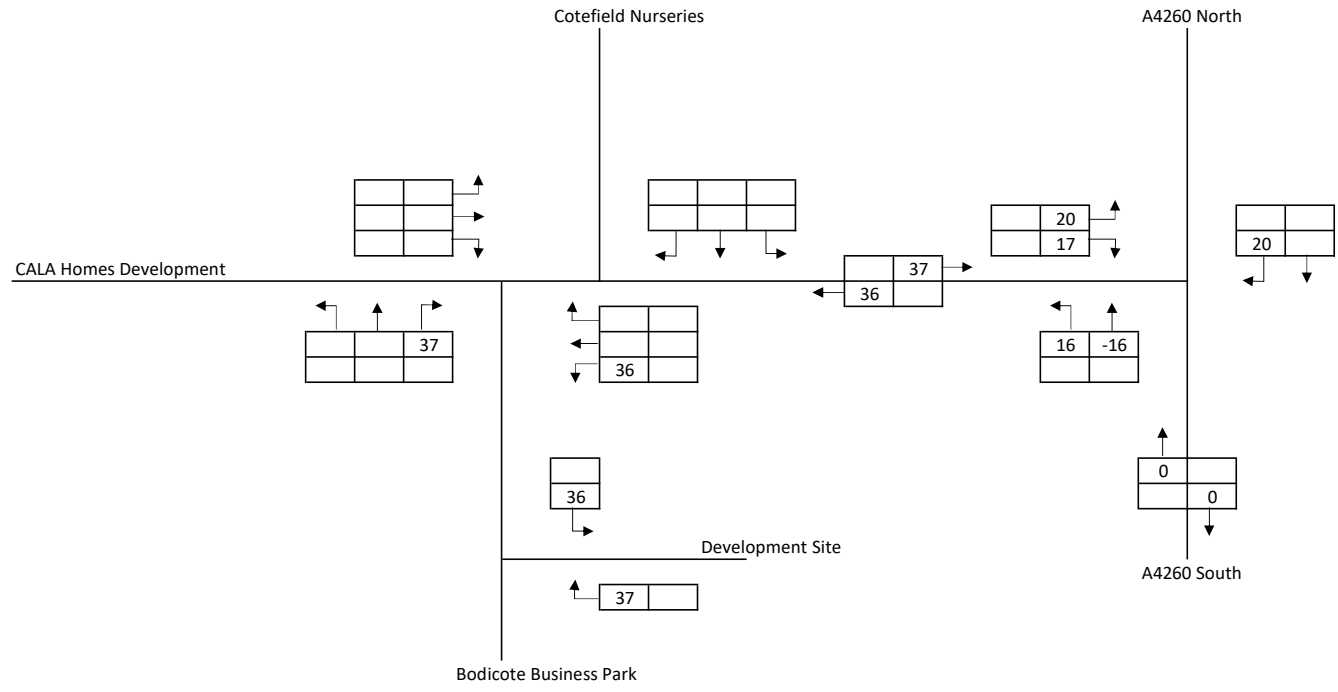 Cotefield Nurseries
A4260 North
20
17
20
CALA Homes Development
37
36
37
16 -16
36
36
0
0
Development Site
A4260 South
37
Bodicote Business Park